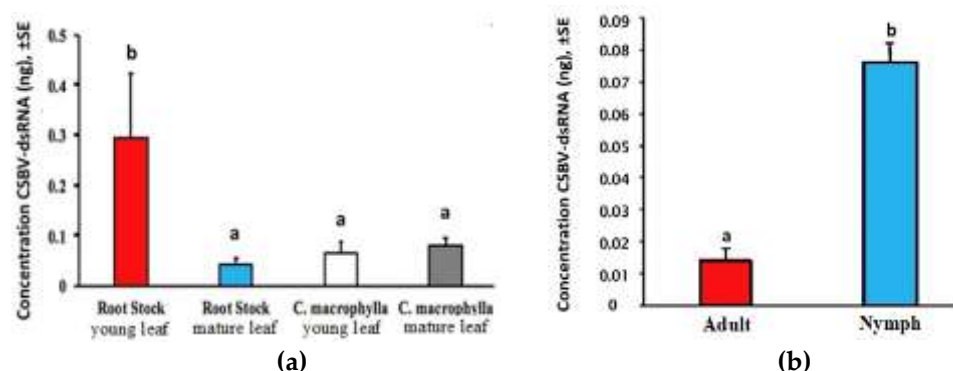 Concentration CSBV-dsRNA (ng), ±SE
0.5
0.4
0.3
0.2
0.1
0
b
a
a
a
Root Stock
young leaf
Root Stock
mature leaf
C. macrophylla
young leaf
C. macrophylla
mature leaf
(a)
Concentration CSBV-dsRNA (ng), ±SE
0.09
0.08
0.07
0.06
0.05
0.04
0.03
0.02
0.01
0
a
b
Adult
Nymph
(b)